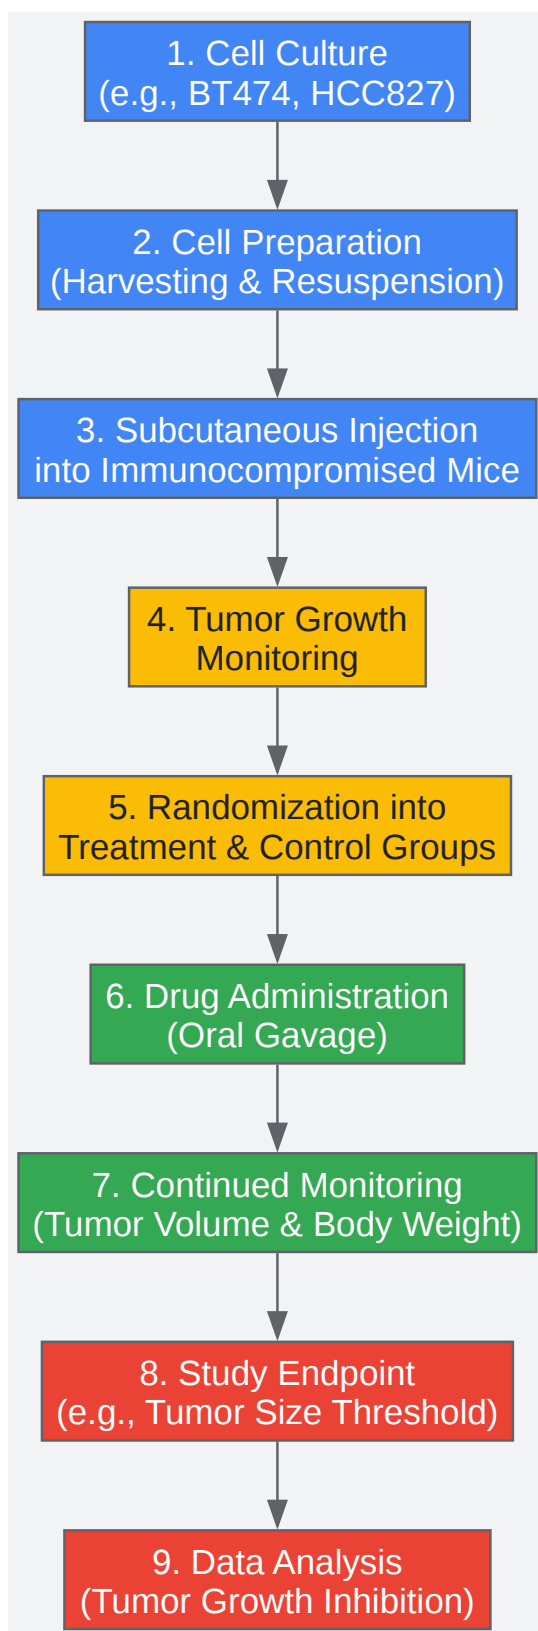 1. Cell Culture
(e.g., BT474, HCC827)
2. Cell Preparation
(Harvesting & Resuspension)
3. Subcutaneous Injection
into Immunocompromised Mice
4. Tumor Growth
Monitoring
5. Randomization into
Treatment & Control Groups
6. Drug Administration
(Oral Gavage)
7. Continued Monitoring
(Tumor Volume & Body Weight)
8. Study Endpoint
(e.g., Tumor Size Threshold)
9. Data Analysis
(Tumor Growth Inhibition)